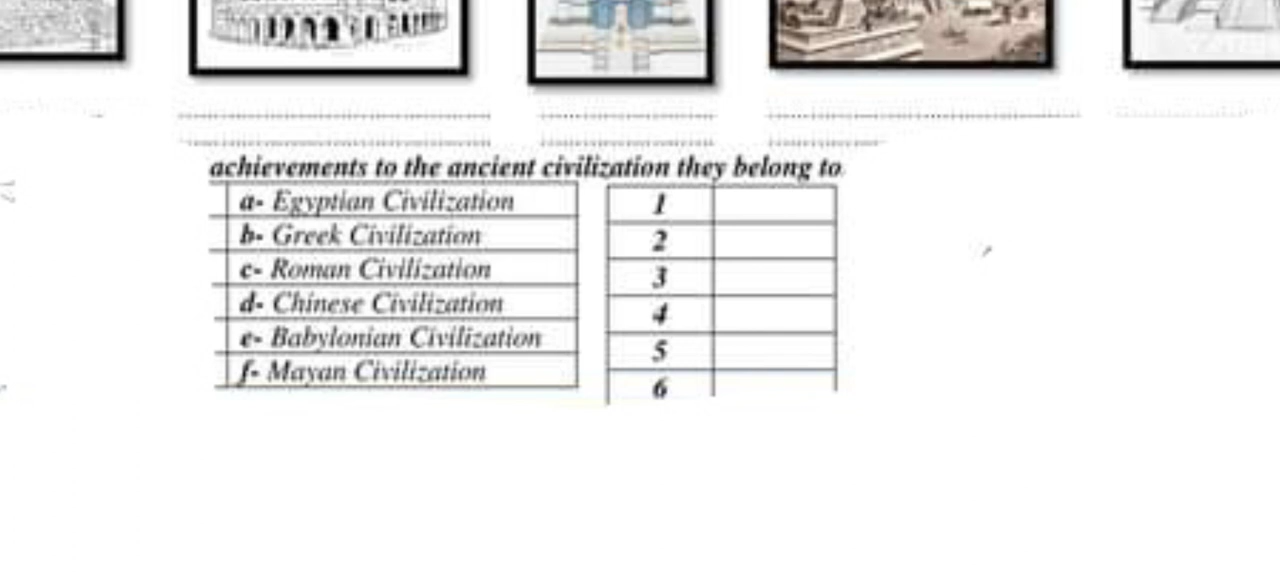 achievements to the ancient civilization they belong to
a- Egyptian Civilization
b- Greek Civilization
c- Roman Civilization
d- Chinese Civilization
e- Babylonian Civilization
f- Mayan Civilization
1
2
3
4
5
6